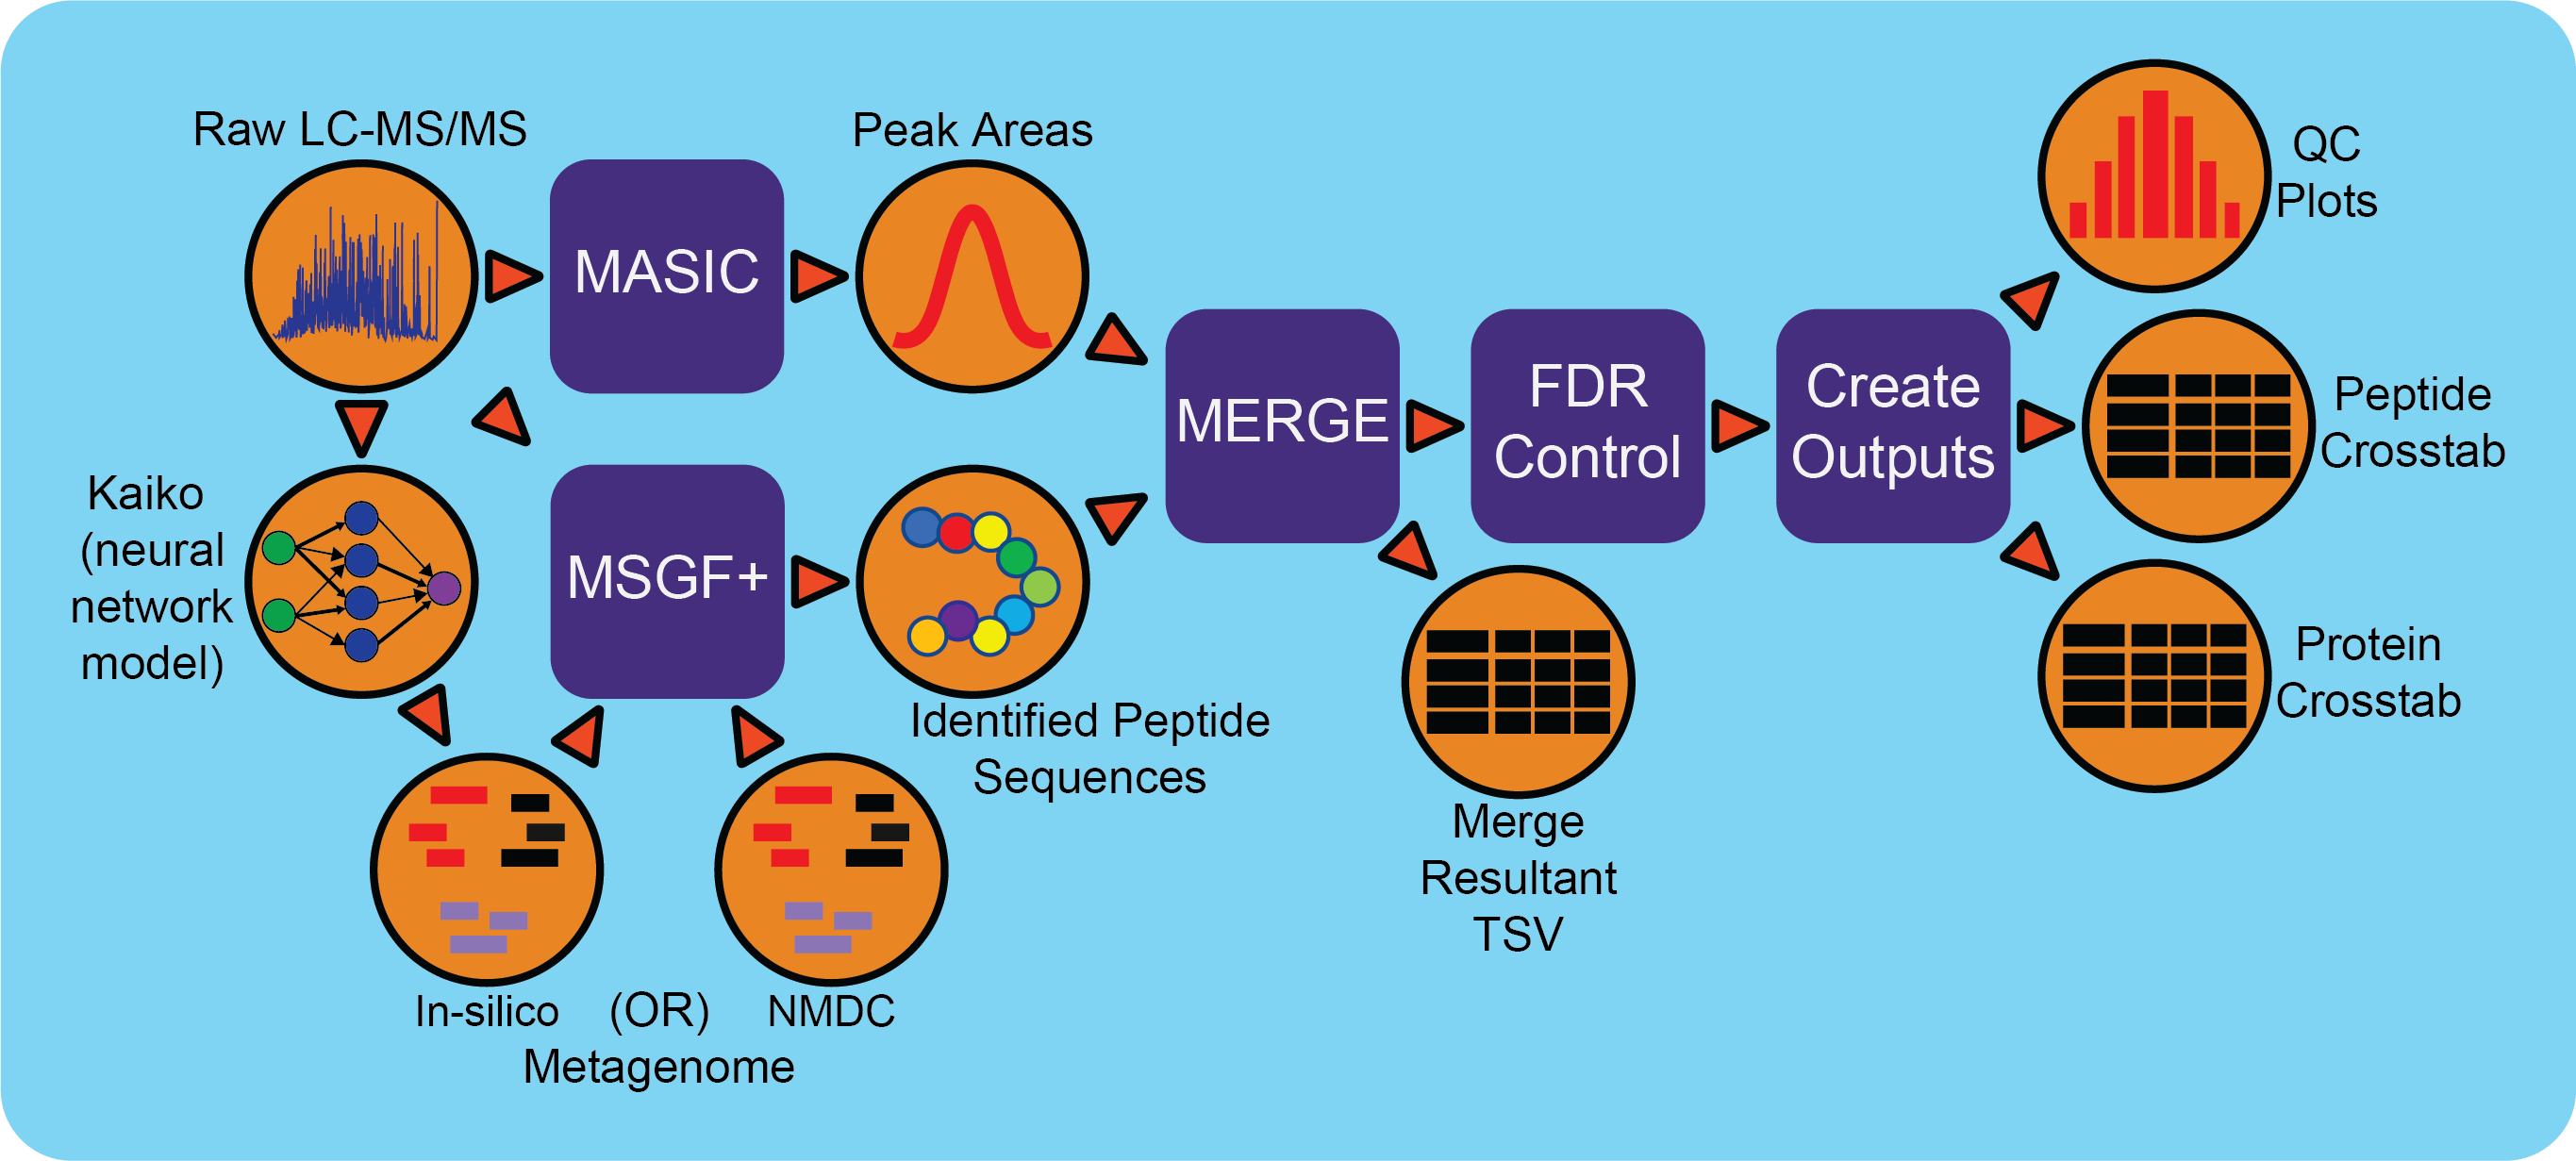 Raw LC-MS/MS
MASIC
Peak Areas
Kaiko
(neural
network
model)
MSGF+
Identified Peptide
Sequences
In-silico (OR) NMDC
Metagenome
MERGE
Merge
Resultant
TSV
FDR
Control
Create
Outputs
QC
Plots
Peptide
Crosstab
Protein
Crosstab